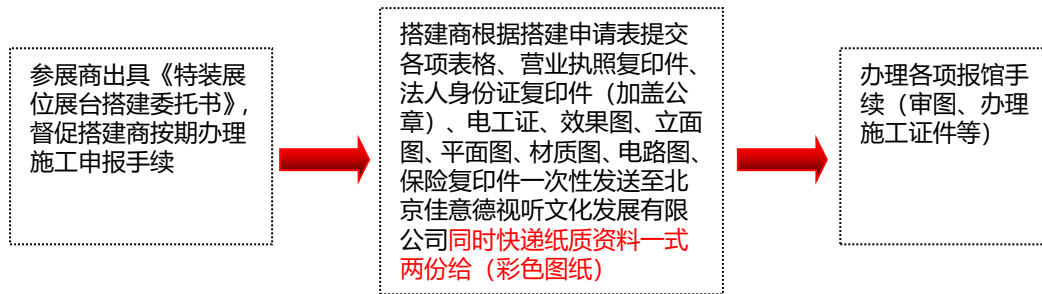 参展商出具《特装展
位展台搭建委托书》,
督促搭建商按期办理
施工申报手续
搭建商根据搭建申请表提交
各项表格、营业执照复印件、
法人身份证复印件（加盖公
章）、电工证、效果图、立面
图、平面图、材质图、电路图、
保险复印件一次性发送至北
京佳意德视听文化发展有限
公司同时快递纸质资料一式
两份给（彩色图纸）
办理各项报馆手
续（审图、办理
施工证件等）